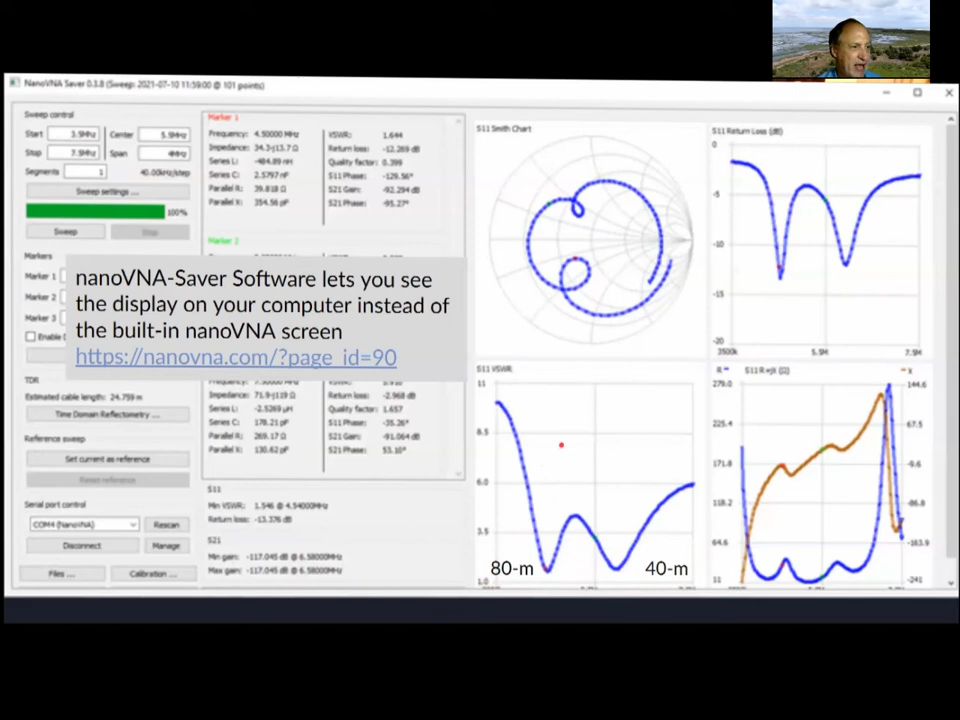 NanoVNA Saver 0.3.8 (Sweep: 2021-07-10 11:59:00 @ 101 points)
Sweep control
Start 3.5MHz Center 5.5MHz
Stop 7.5MHz Span 4MHz
Segments 1 40.00kHz/step
Sweep settings ...
100%
Sweep Stop
Markers
Marker 1
Marker 2
Marker 3
Enable
TDR
Estimated cable length: 24.759 m
Time Domain Reflectometry ...
Reference sweep
Set current as reference
Reset reference
Serial port control
COM4 (NanoVNA) Rescan
Disconnect Manage
Files ... Calibration ...
Marker 1
Frequency: 4.50000 MHz VSWR: 1.644
Impedance: 34.3-j13.7 Ω Return loss: -12.269 dB
Series L: -484.89 nH Quality factor: 0.399
Series C: 2.5797 nF S11 Phase: -129.56°
Parallel R: 39.818 Ω S21 Gain: -92.294 dB
Parallel X: 354.56 pF S21 Phase: -95.27°
Marker 2
nanoVNA-Saver Software lets you see
the display on your computer instead of
the built-in nanoVNA screen
https://nanovna.com/?page_id=90
Frequency: 7.50000 MHz VSWR: 5.910
Impedance: 71.9-j119 Ω Return loss: -2.968 dB
Series L: -2.5269 μH Quality factor: 1.657
Series C: 178.21 pF S11 Phase: -35.26°
Parallel R: 269.17 Ω S21 Gain: -91.064 dB
Parallel X: 130.62 pF S21 Phase: 53.10°
S11
Min VSWR: 1.546 @ 4.54000MHz
Return loss: -13.376 dB
S21
Min gain: -117.045 dB @ 6.58000MHz
Max gain: -117.045 dB @ 6.58000MHz
S11 Smith Chart
S11 Return Loss (dB)
0
-5
-10
-15
-20
3500k 5.5M 7.5M
S11 VSWR
11
8.5
6.0
3.5
1.0
80-m 40-m
R S11 R+jX (Ω) X
279.0 144.6
225.4 67.5
171.8 -9.6
118.2 -86.8
64.6 -163.9
11 -241